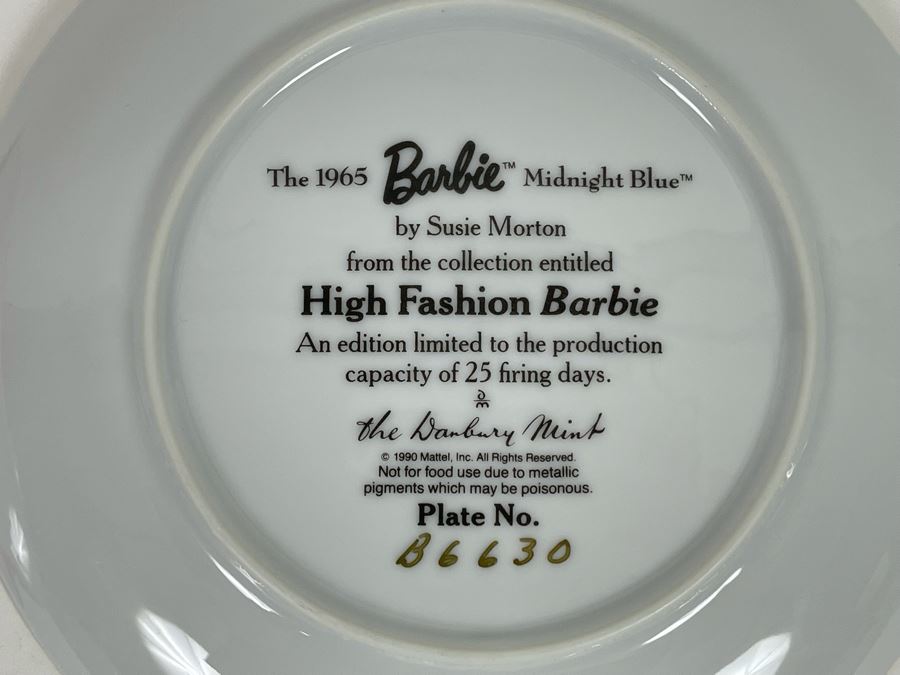 The 1965 Barbie™ Midnight Blue™
by Susie Morton
from the collection entitled
High Fashion Barbie
An edition limited to the production
capacity of 25 firing days.
dm
the Danbury Mint
© 1990 Mattel, Inc. All Rights Reserved.
Not for food use due to metallic
pigments which may be poisonous.
Plate No.
B6630